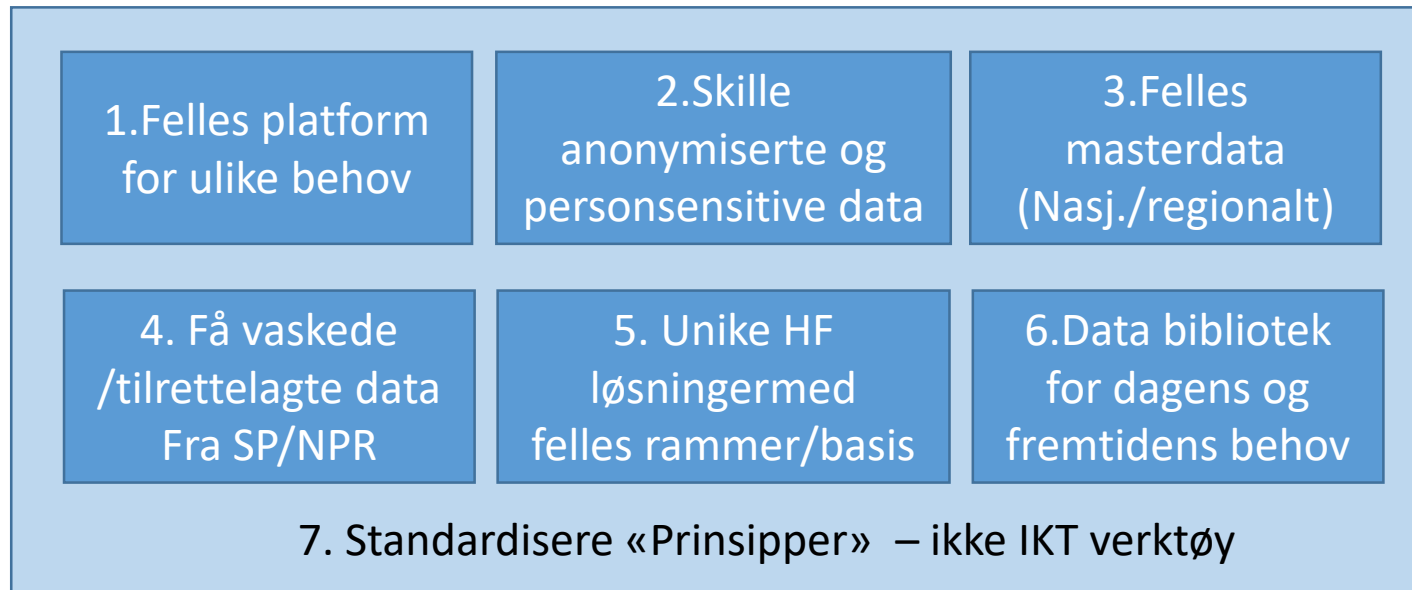 1.Felles platform
for ulike behov
2.Skille
anonymiserte og
personsensitive data
3.Felles
masterdata
(Nasj./regionalt)
4. Få vaskede
/tilrettelagte data
Fra SP/NPR
5. Unike HF
løsningermed
felles rammer/basis
6.Data bibliotek
for dagens og
fremtidens behov
7. Standardisere «Prinsipper» – ikke IKT verktøy